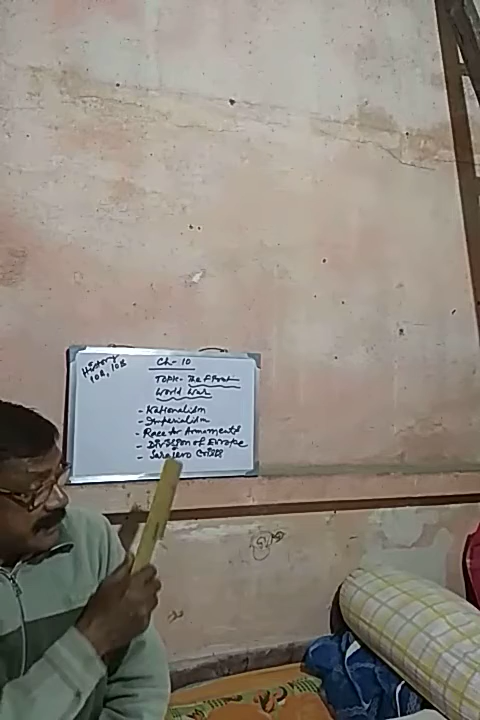 History
10A, 10B
Ch- 10
Topic- The First
World War
- Nationalism
- Imperialism
- Race for Armaments
- Division of Europe
- Sarajevo Crisis